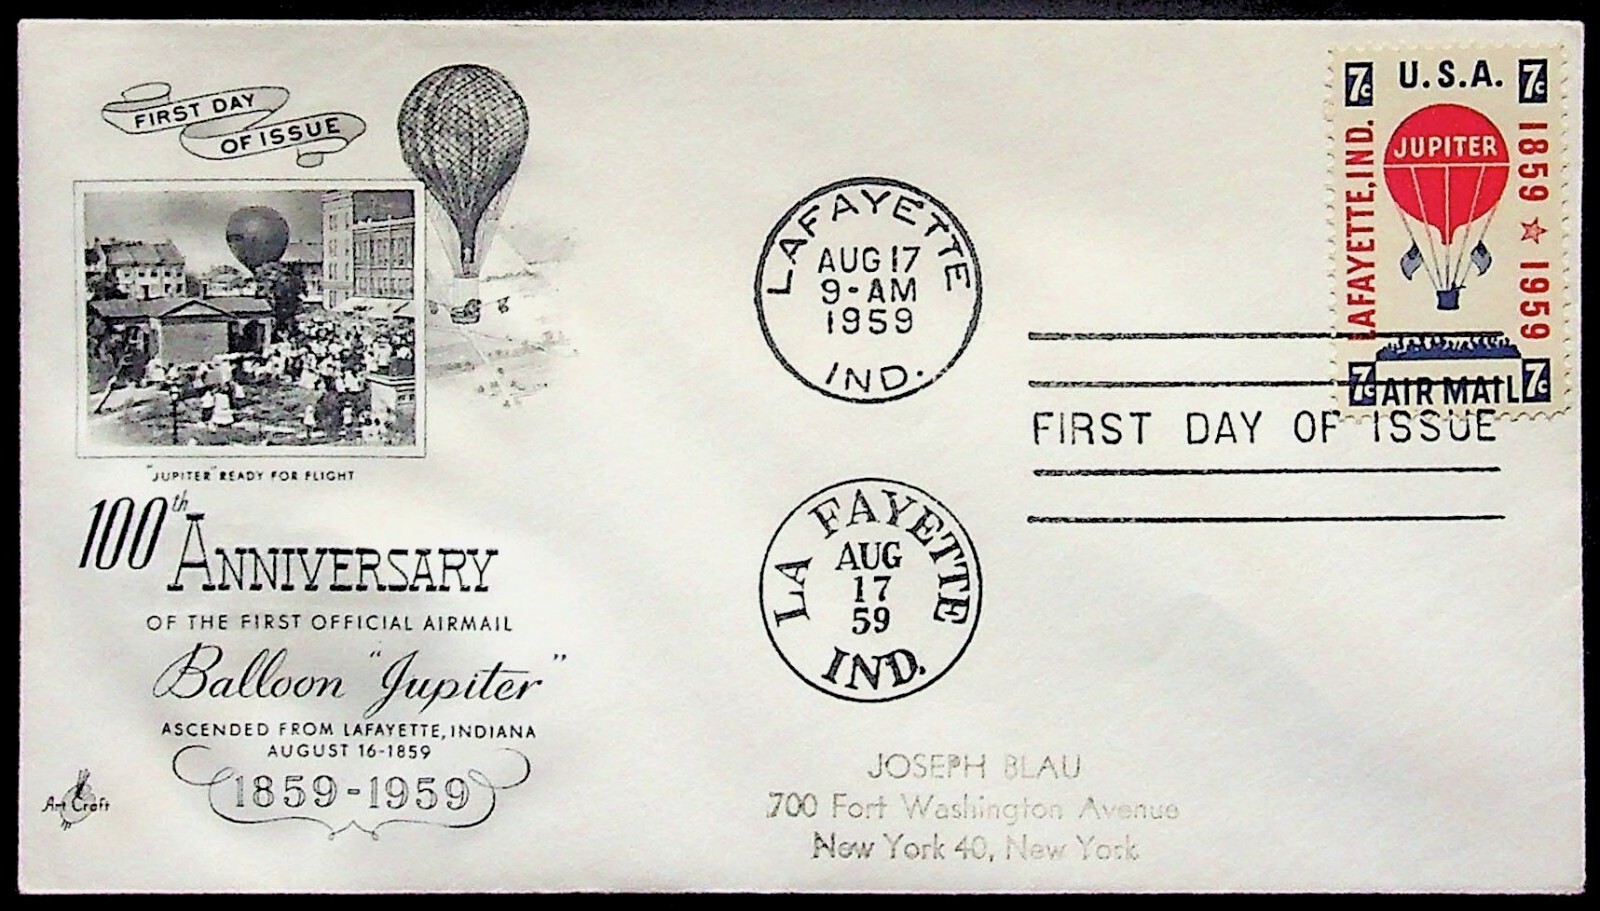 FIRST DAY
OF ISSUE
"JUPITER" READY FOR FLIGHT
100th
ANNIVERSARY
OF THE FIRST OFFICIAL AIRMAIL
Balloon "Jupiter"
ASCENDED FROM LAFAYETTE, INDIANA
AUGUST 16-1859
1859-1959
Art Craft
LAFAYETTE
AUG 17
9-AM
1959
IND.
LA FAYETTE
AUG
17
59
IND.
7c U.S.A. 7c
JUPITER
LAFAYETTE, IND.
1859 ★ 1959
7c AIR MAIL 7c
FIRST DAY OF ISSUE
JOSEPH BLAU
700 Fort Washington Avenue
New York 40, New York